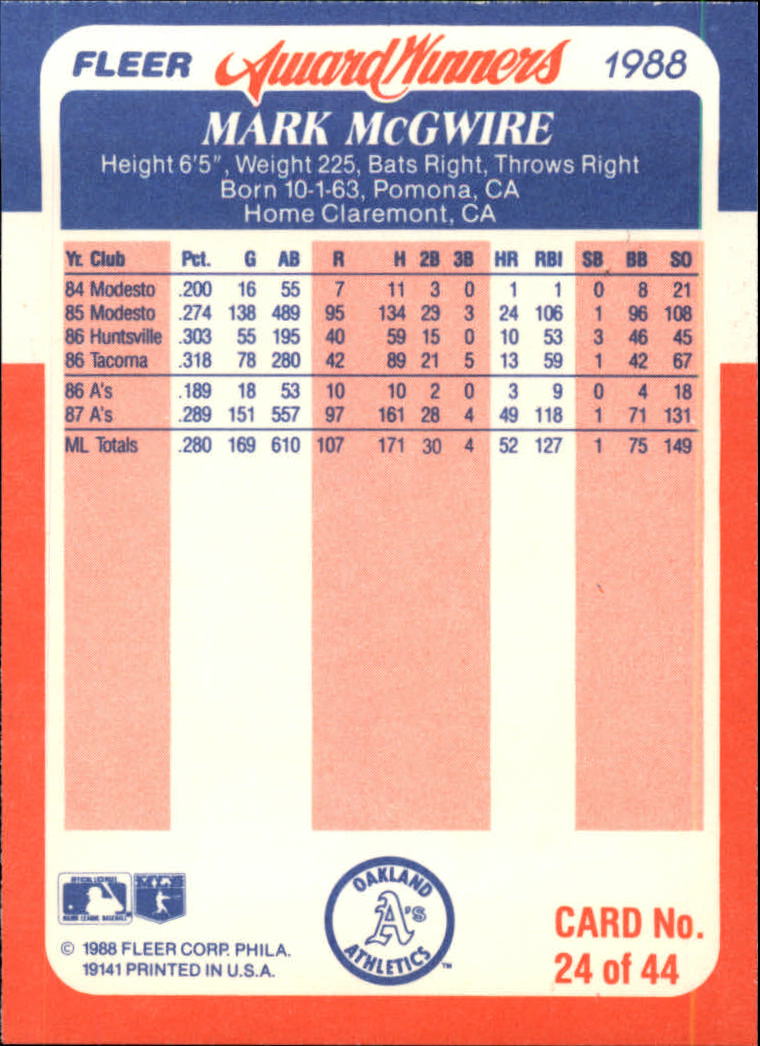 FLEER Award Winners 1988
MARK McGWIRE
Height 6'5", Weight 225, Bats Right, Throws Right
Born 10-1-63, Pomona, CA
Home Claremont, CA
Yr. Club Pct. G AB R H 2B 3B HR RBI SB BB SO
84 Modesto .200 16 55 7 11 3 0 1 1 0 8 21
85 Modesto .274 138 489 95 134 29 3 24 106 1 96 108
86 Huntsville .303 55 195 40 59 15 0 10 53 3 46 45
86 Tacoma .318 78 280 42 89 21 5 13 59 1 42 67
86 A's .189 18 53 10 10 2 0 3 9 0 4 18
87 A's .289 151 557 97 161 28 4 49 118 1 71 131
ML Totals .280 169 610 107 171 30 4 52 127 1 75 149
OFFICIAL LICENSEE
MAJOR LEAGUE BASEBALL
© 1988 FLEER CORP. PHILA.
19141 PRINTED IN U.S.A.
OAKLAND
A's
ATHLETICS
TM
CARD No.
24 of 44